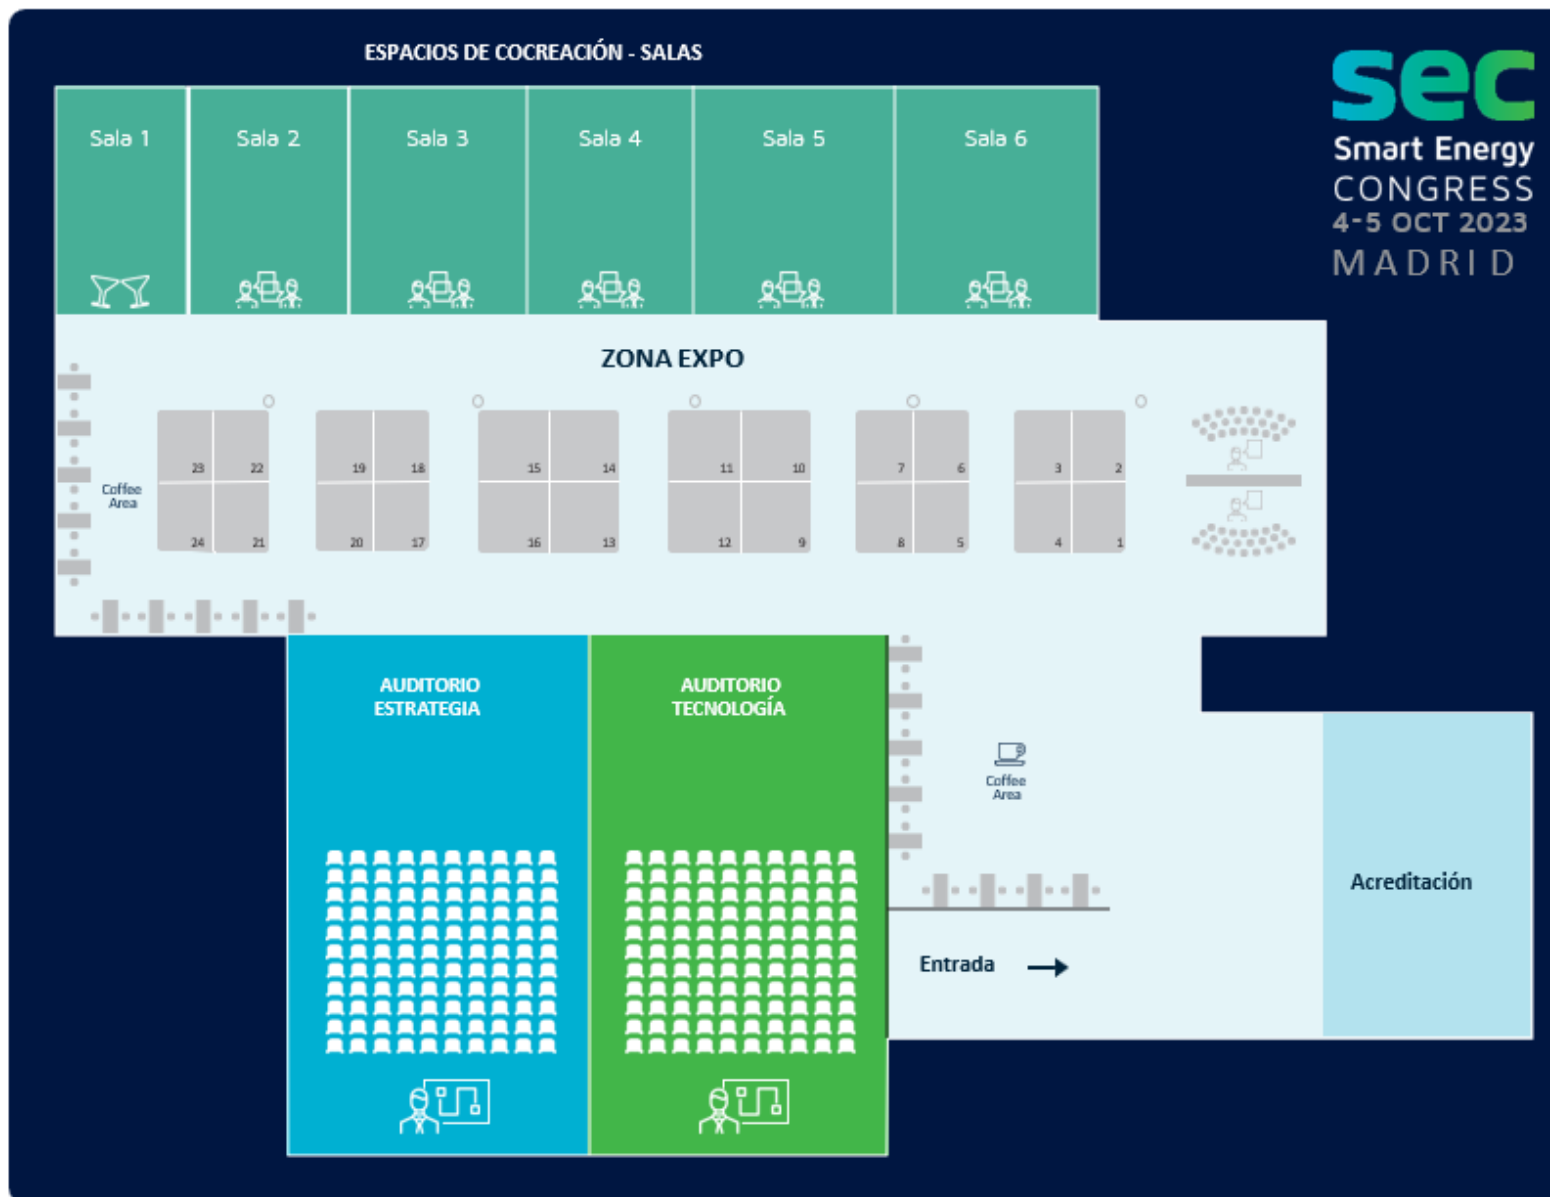 ESPACIOS DE COCREACIÓN - SALAS
sec
Smart Energy
CONGRESS
4-5 OCT 2023
MADRID
Sala 1
Sala 2
Sala 3
Sala 4
Sala 5
Sala 6
ZONA EXPO
23 22
19 18
15 14
11 10
7 6
3 2
Coffee
Area
24 21
20 17
16 13
12 9
8 5
4 1
AUDITORIO
ESTRATEGIA
AUDITORIO
TECNOLOGÍA
Coffee
Area
Acreditación
Entrada